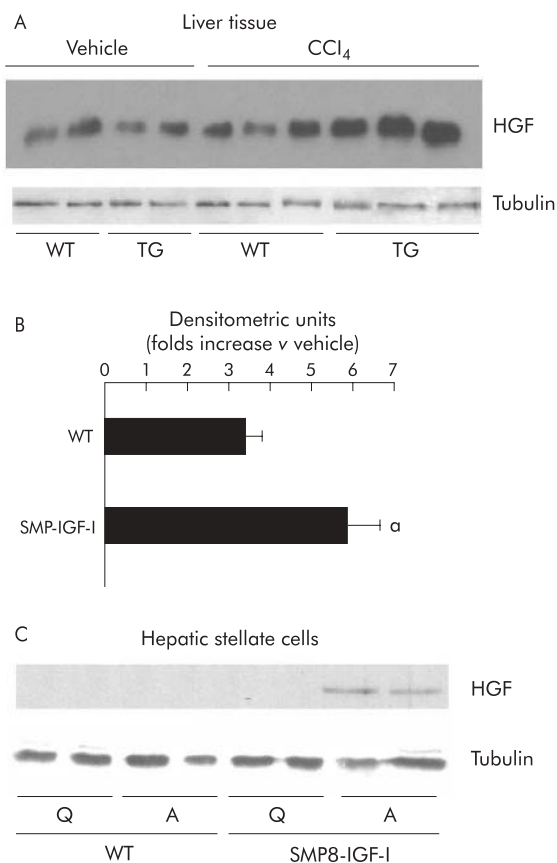 A
Liver tissue
Vehicle CCl4
HGF
Tubulin
WT TG WT TG
B
Densitometric units
(folds increase v vehicle)
0 1 2 3 4 5 6 7
WT
SMP-IGF-I a
C
Hepatic stellate cells
HGF
Tubulin
Q A Q A
WT SMP8-IGF-I